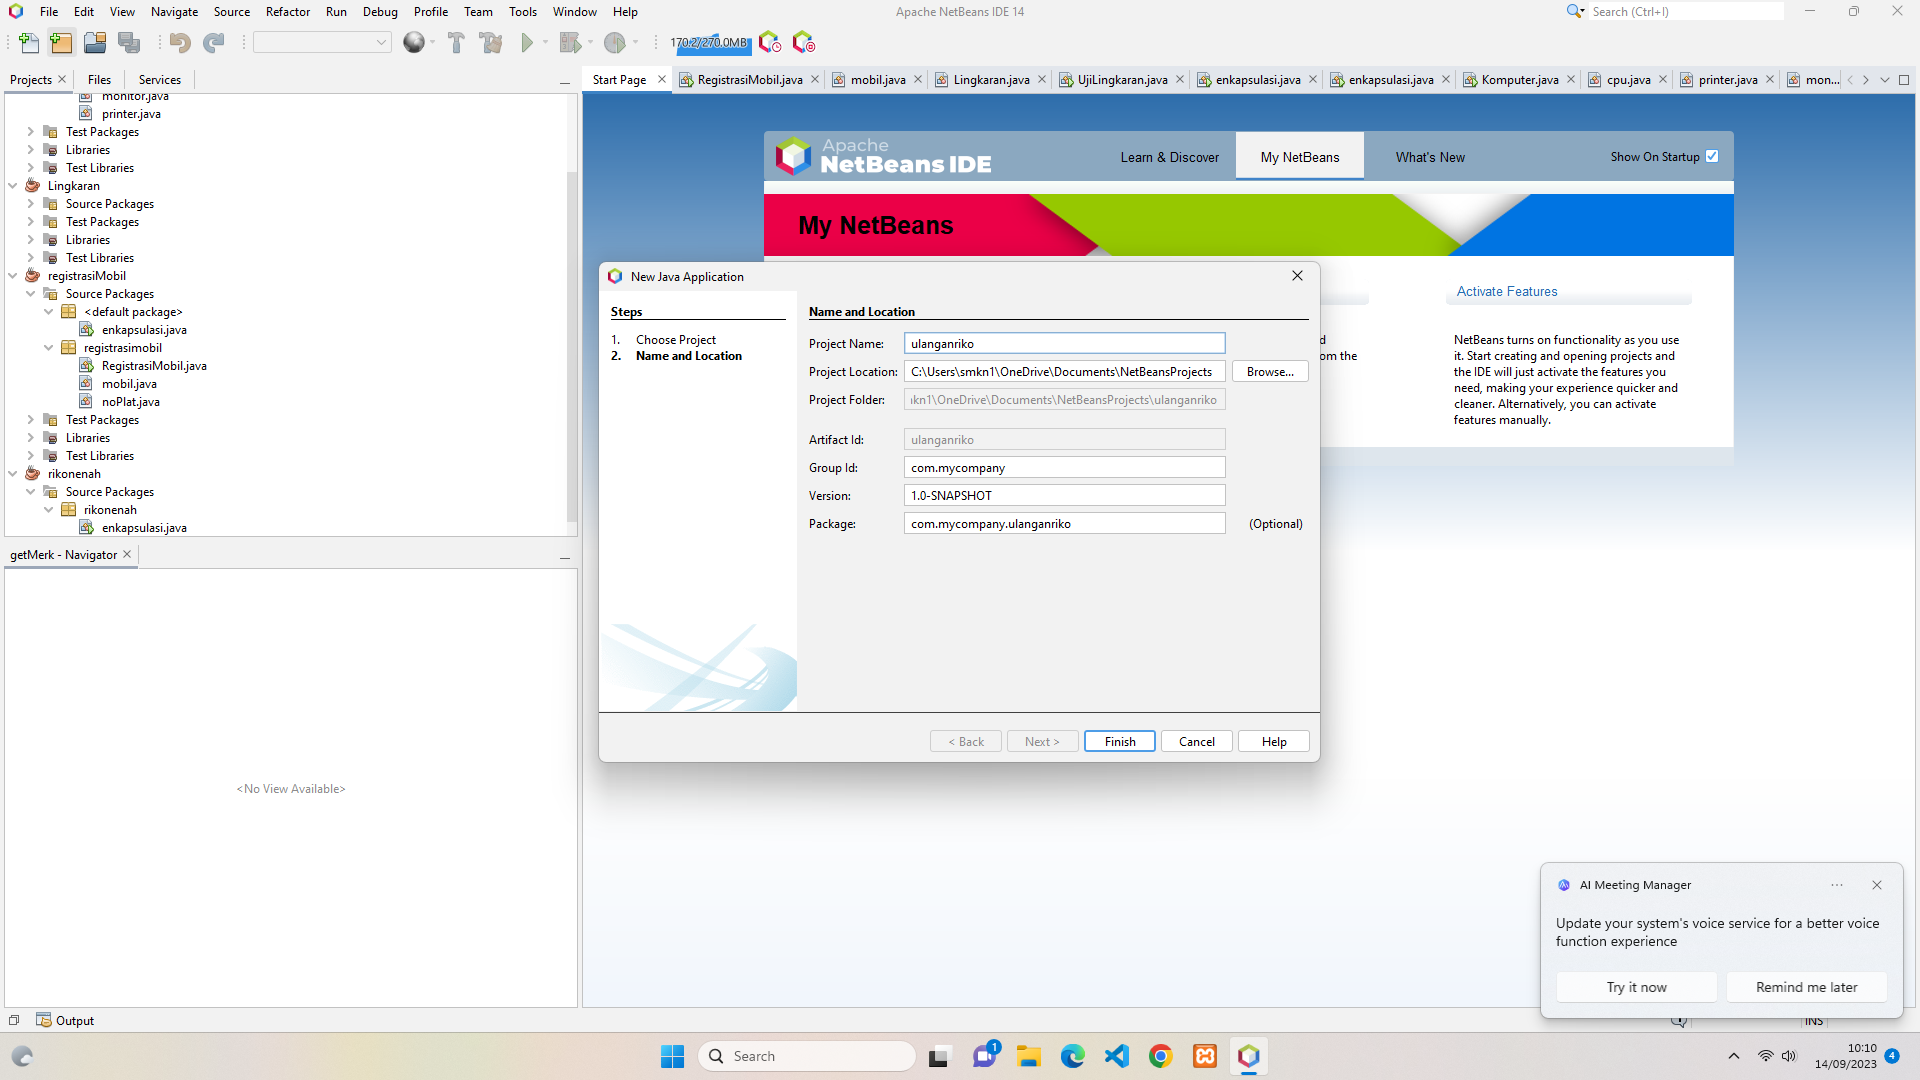 File Edit View Navigate Source Refactor Run Debug Profile Team Tools Window Help
Apache NetBeans IDE 14
Search (Ctrl+I)
170.2/270.0MB
Projects
Files
Services
monitor.java
printer.java
Test Packages
Libraries
Test Libraries
Lingkaran
Source Packages
Test Packages
Libraries
Test Libraries
registrasiMobil
Source Packages
<default package>
enkapsulasi.java
registrasimobil
RegistrasiMobil.java
mobil.java
noPlat.java
Test Packages
Libraries
Test Libraries
rikonenah
Source Packages
rikonenah
enkapsulasi.java
getMerk - Navigator
<No View Available>
Output
Start Page
RegistrasiMobil.java
mobil.java
Lingkaran.java
UjiLingkaran.java
enkapsulasi.java
enkapsulasi.java
Komputer.java
cpu.java
printer.java
mon...
Apache
NetBeans IDE
Learn & Discover
My NetBeans
What's New
Show On Startup
My NetBeans
Activate Features
NetBeans turns on functionality as you
use it. Start creating and opening projects and
the IDE will just activate the features you
need, making your experience quicker and
cleaner. Alternatively, you can activate
features manually.
d
om the
New Java Application
Steps
1. Choose Project
2. Name and Location
Name and Location
Project Name: ulanganriko
Project Location: C:\Users\smkn1\OneDrive\Documents\NetBeansProjects Browse...
Project Folder: ıkn1\OneDrive\Documents\NetBeansProjects\ulanganriko
Artifact Id: ulanganriko
Group Id: com.mycompany
Version: 1.0-SNAPSHOT
Package: com.mycompany.ulanganriko (Optional)
< Back
Next >
Finish
Cancel
Help
AI Meeting Manager
Update your system's voice service for a better voice
function experience
Try it now
Remind me later
INS
Search
1
10:10
14/09/2023
4